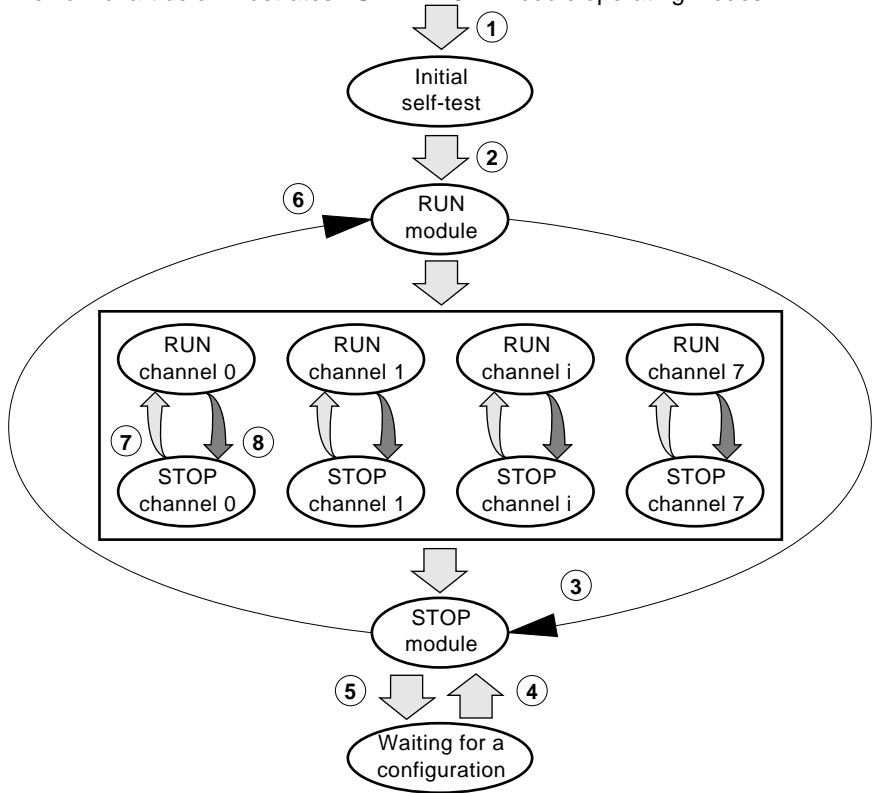 1
Initial
self-test
2
6
RUN
module
RUN
channel 0
RUN
channel 1
RUN
channel i
RUN
channel 7
7
8
STOP
channel 0
STOP
channel 1
STOP
channel i
STOP
channel 7
3
STOP
module
5
4
Waiting for a
configuration